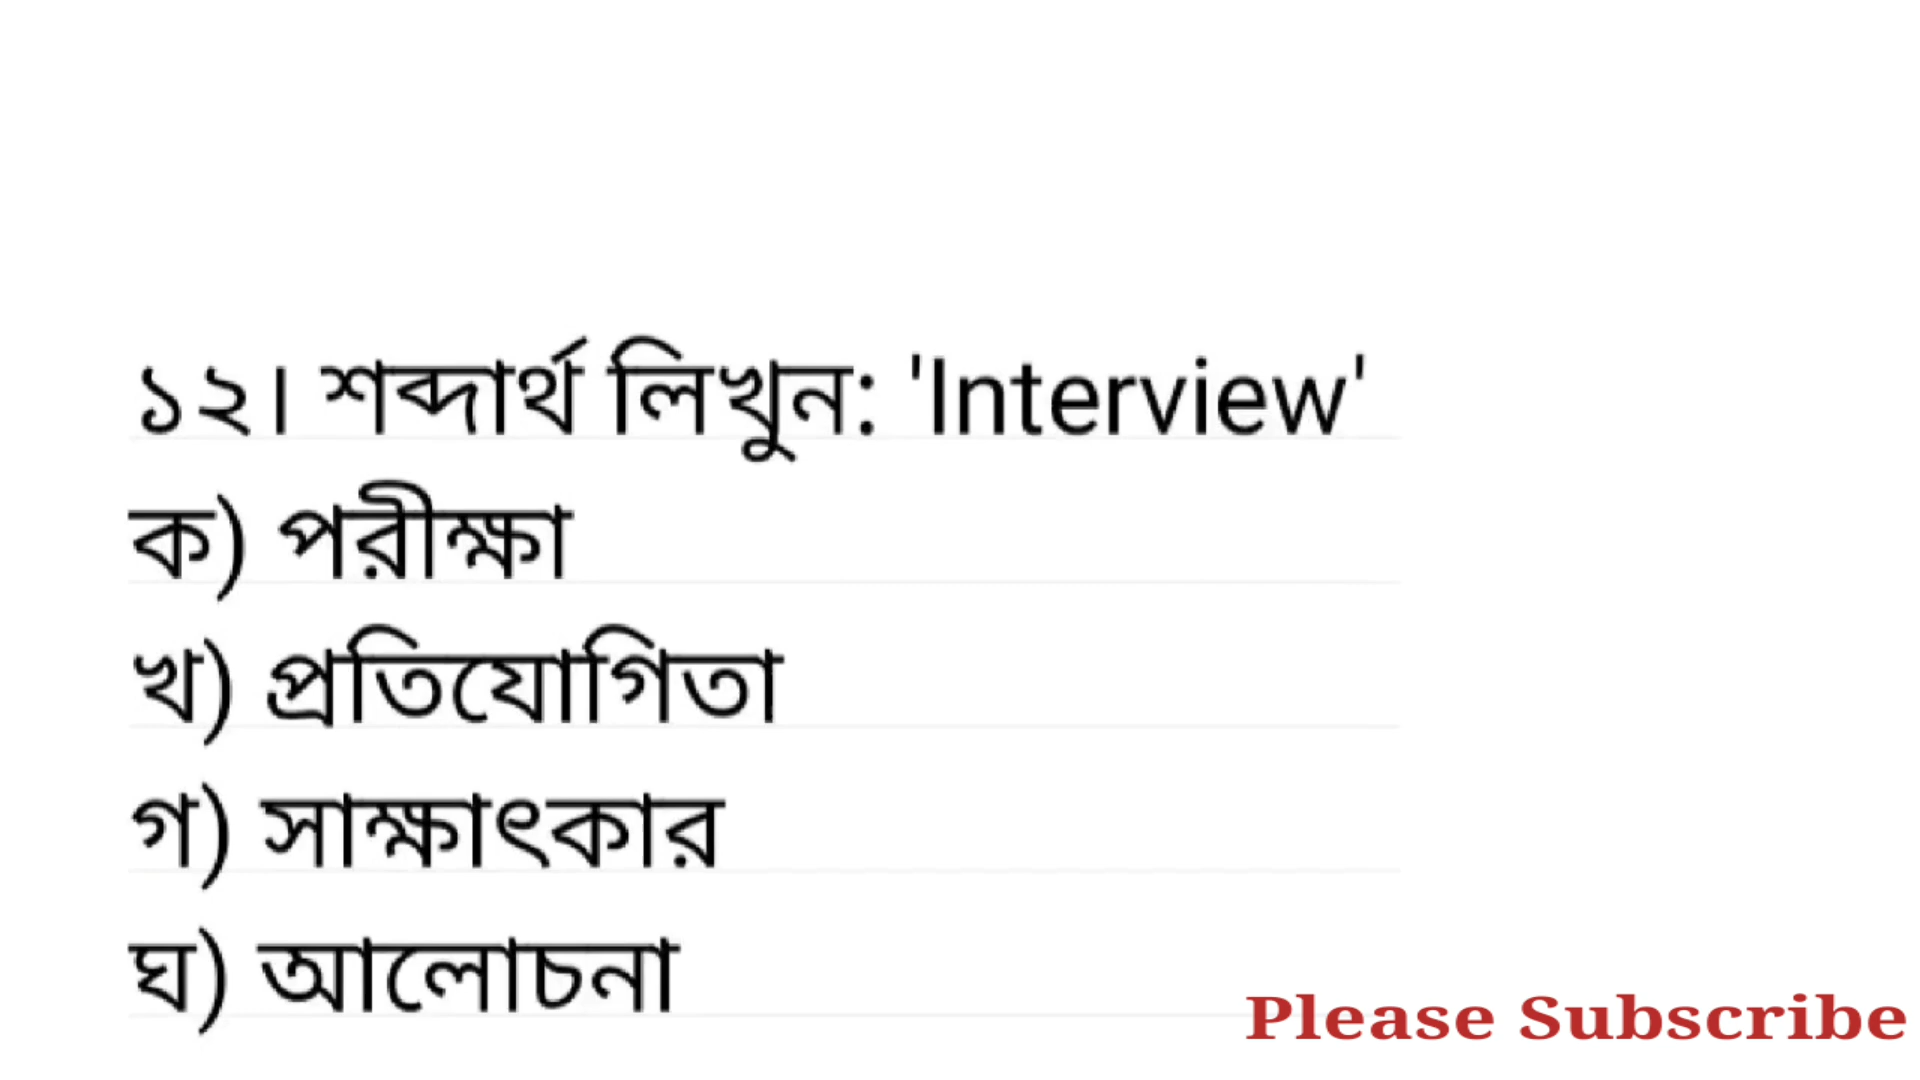 ১২। শব্দার্থ লিখুন: 'Interview'
ক) পরীক্ষা
খ) প্রতিযোগিতা
গ) সাক্ষাৎকার
ঘ) আলোচনা
Please Subscribe